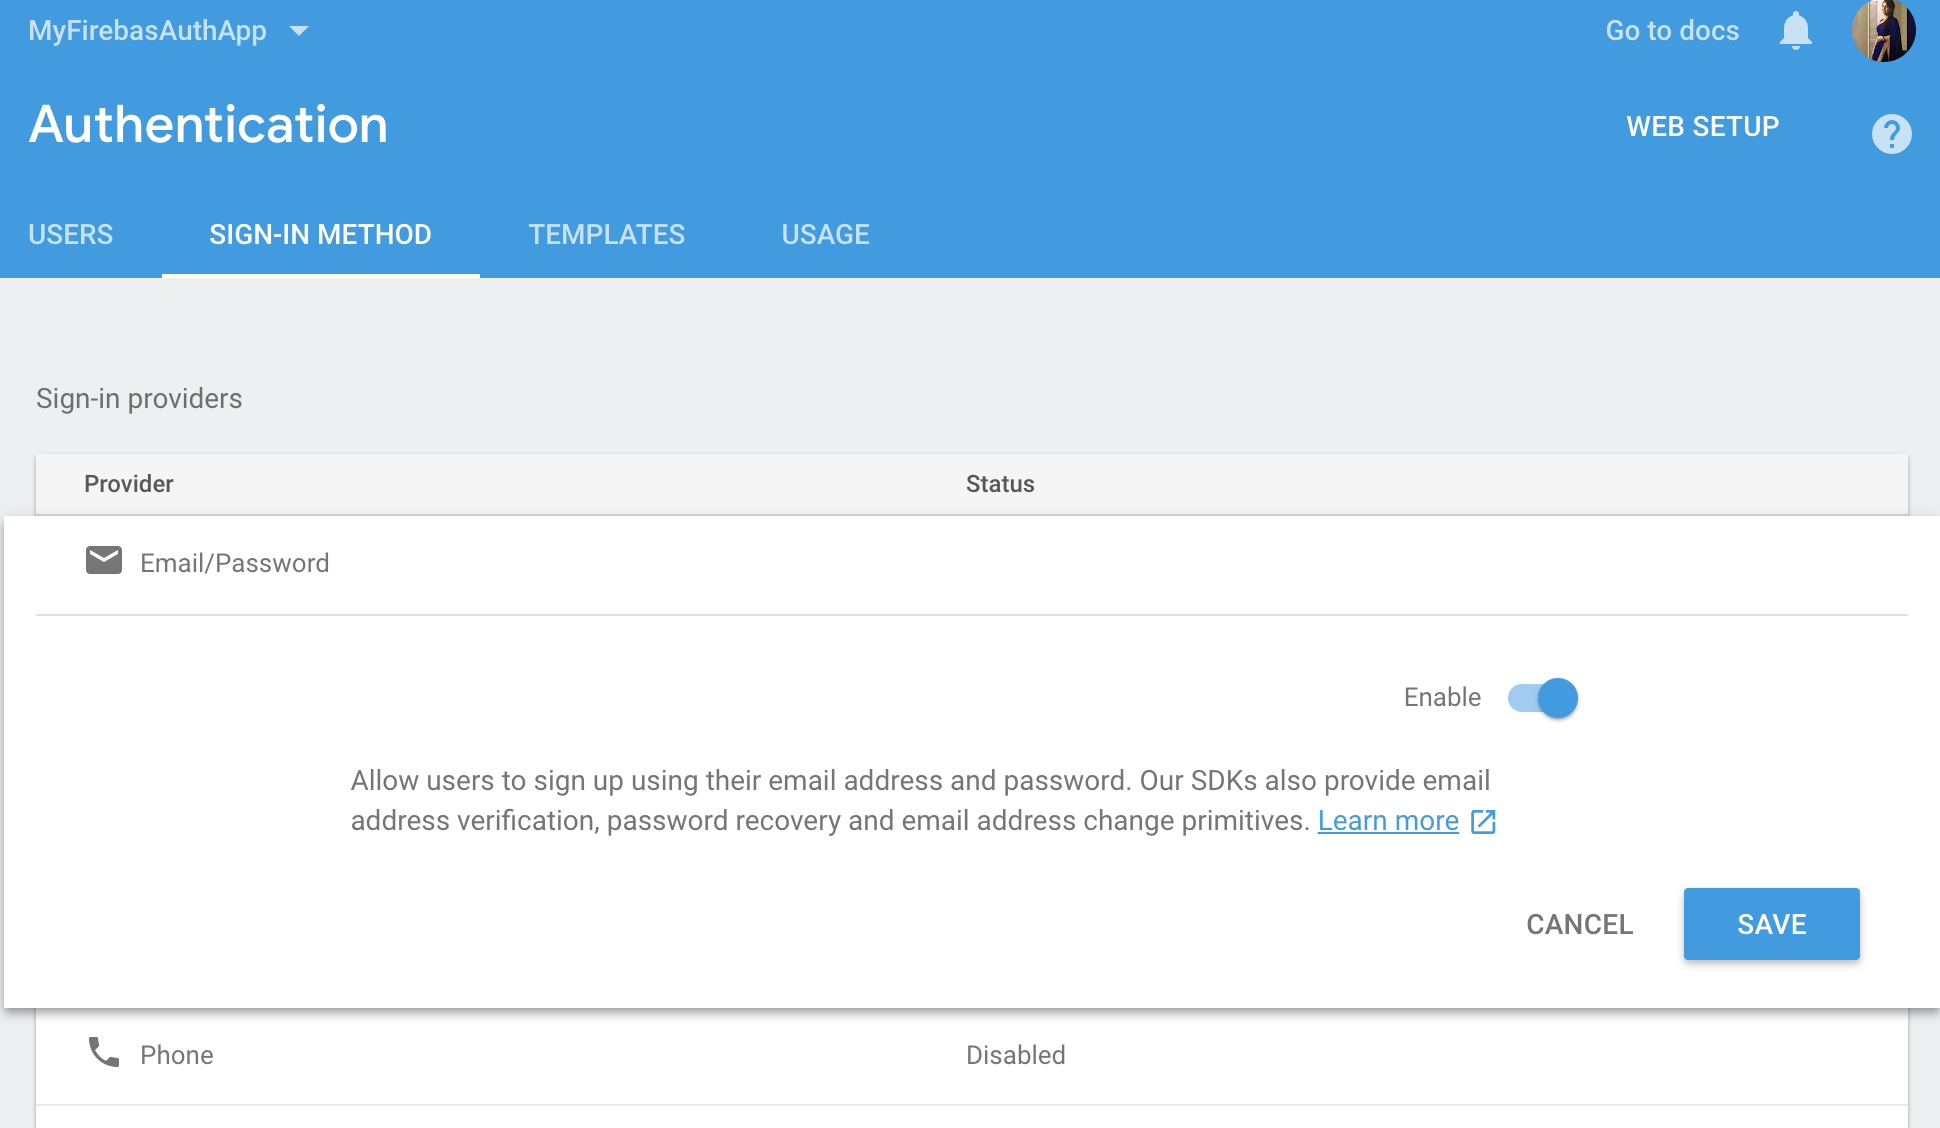 MyFirebasAuthApp
Go to docs
Authentication
WEB SETUP
?
USERS SIGN-IN METHOD TEMPLATES USAGE
Sign-in providers
Provider Status
Email/Password
Enable
Allow users to sign up using their email address and password. Our SDKs also provide email
address verification, password recovery and email address change primitives. Learn more
CANCEL SAVE
Phone Disabled